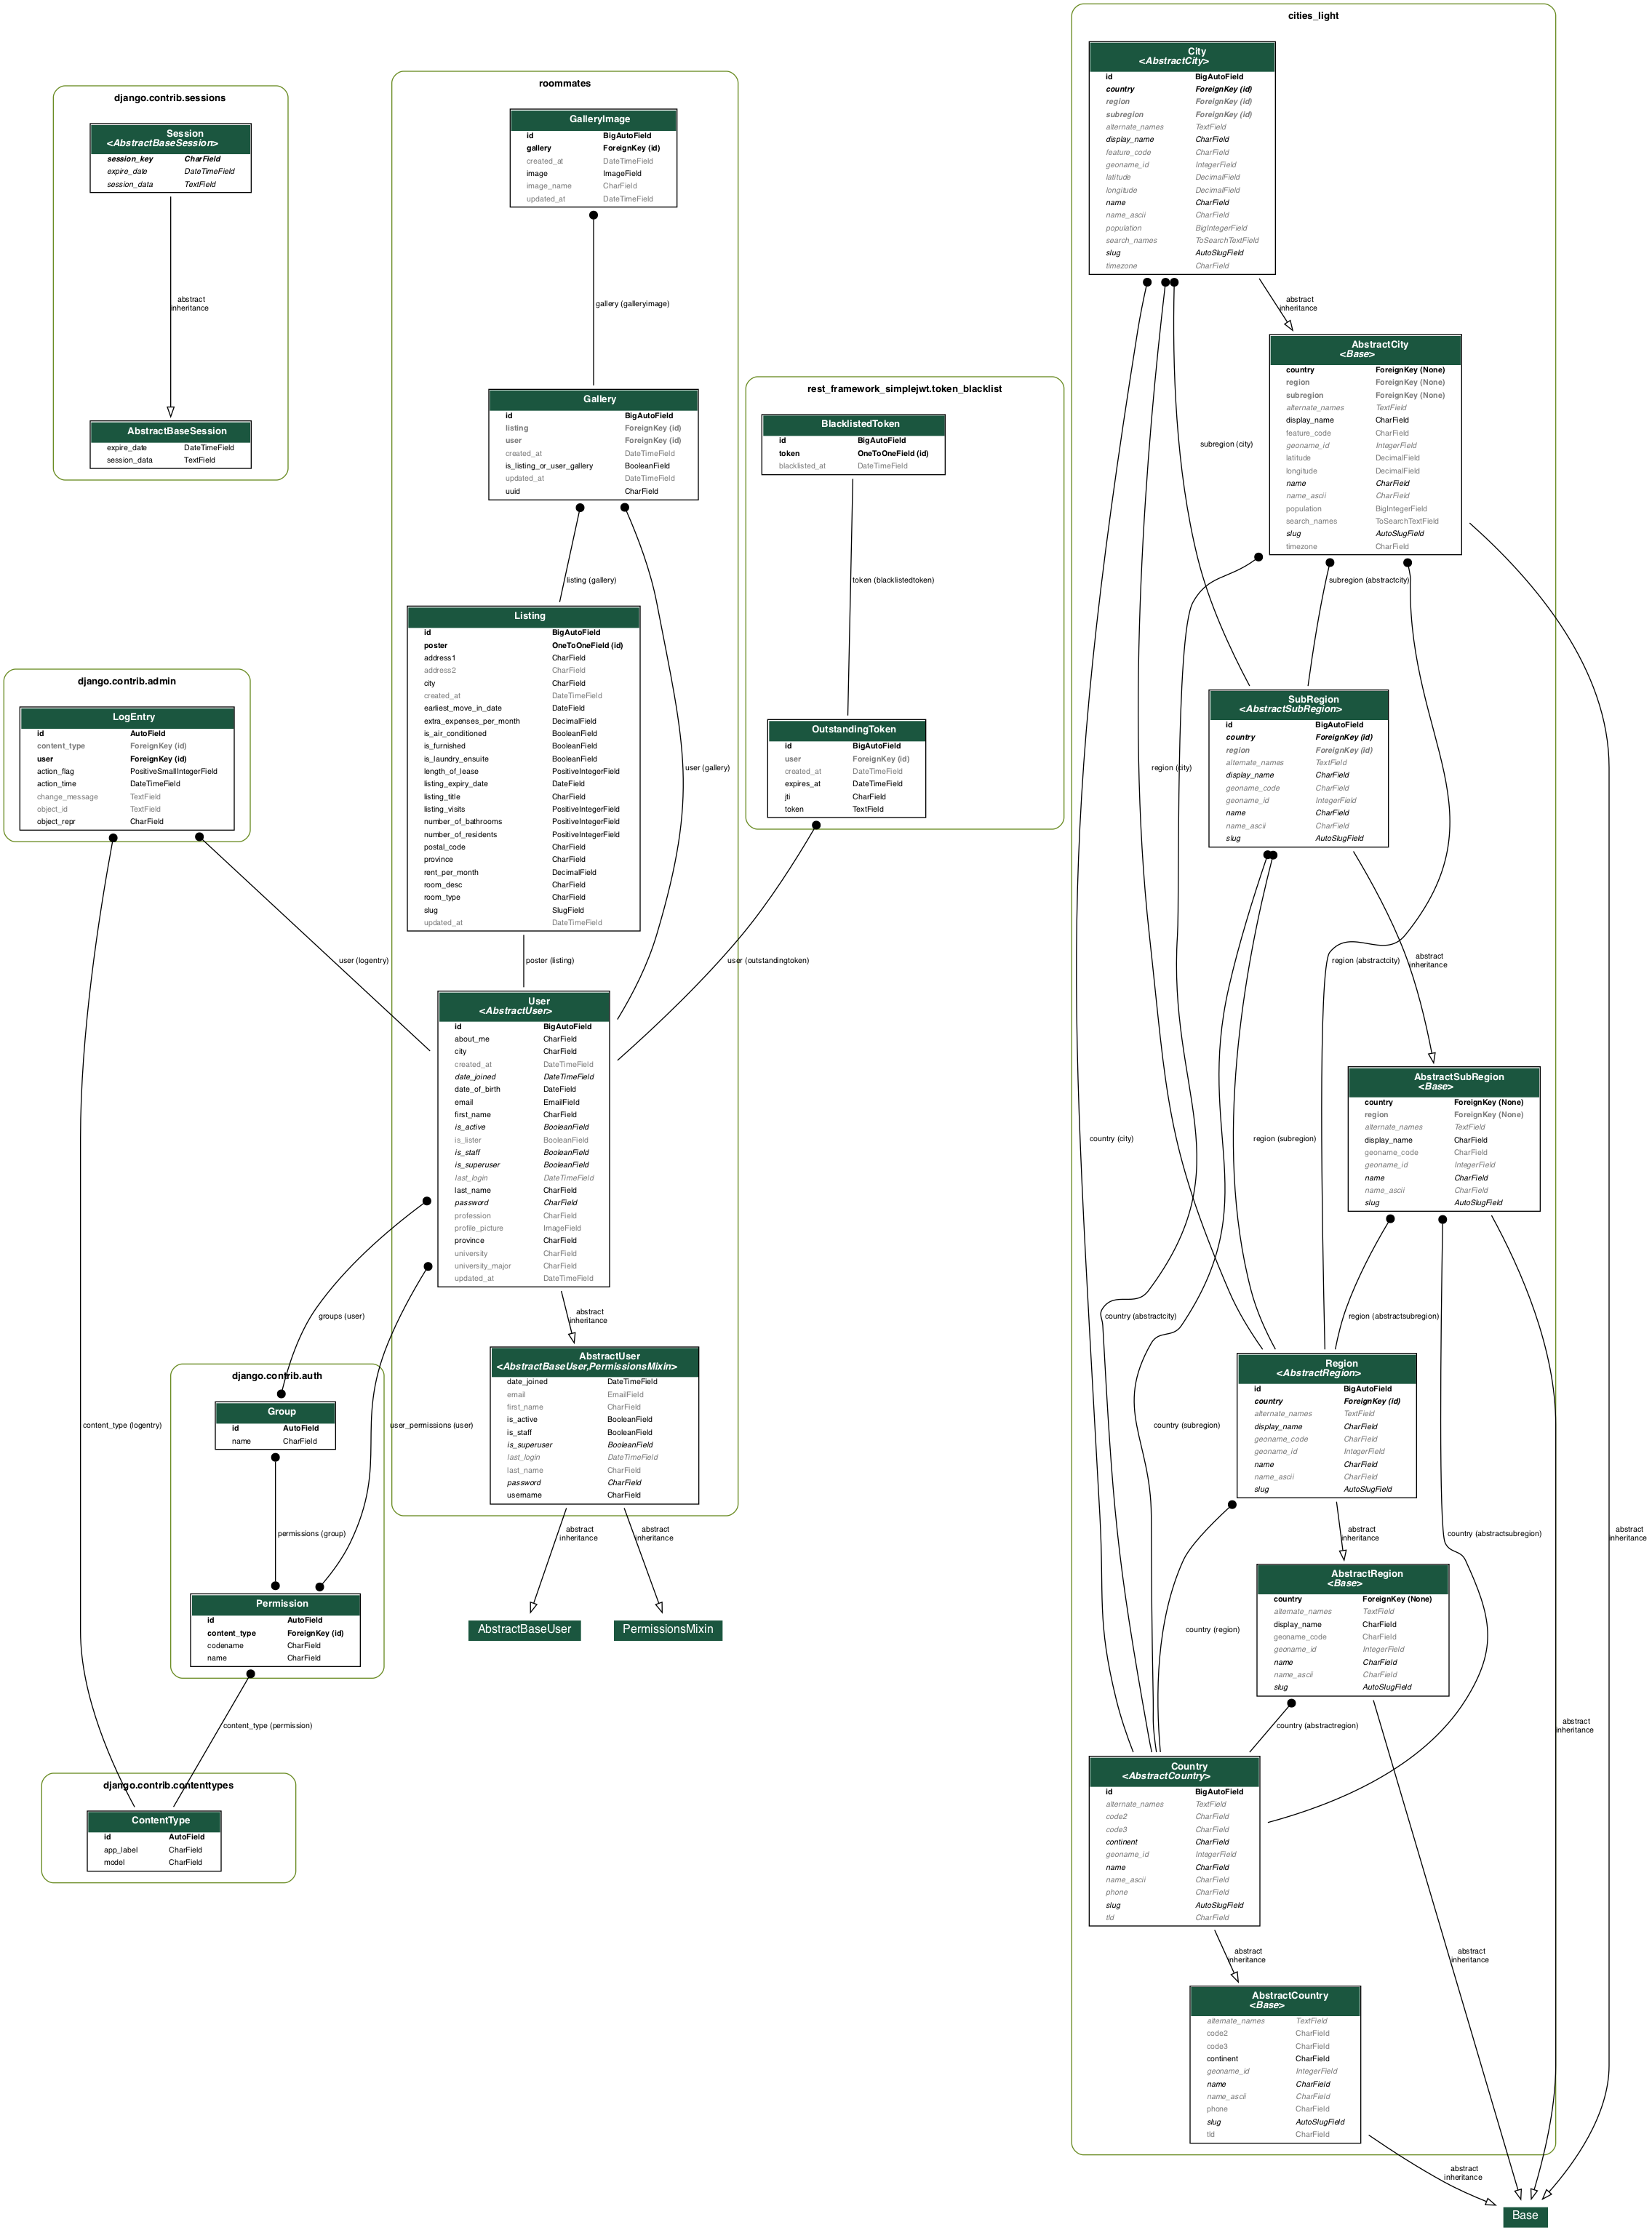 django.contrib.sessions
Session
<AbstractBaseSession>
session_key CharField
expire_date DateTimeField
session_data TextField
abstract
inheritance
AbstractBaseSession
expire_date DateTimeField
session_data TextField
django.contrib.admin
LogEntry
id AutoField
content_type ForeignKey (id)
user ForeignKey (id)
action_flag PositiveSmallIntegerField
action_time DateTimeField
change_message TextField
object_id TextField
object_repr CharField
user (logentry)
content_type (logentry)
roommates
GalleryImage
id BigAutoField
gallery ForeignKey (id)
created_at DateTimeField
image ImageField
image_name CharField
updated_at DateTimeField
gallery (galleryimage)
Gallery
id BigAutoField
listing ForeignKey (id)
user ForeignKey (id)
created_at DateTimeField
is_listing_or_user_gallery BooleanField
updated_at DateTimeField
uuid CharField
listing (gallery)
user (gallery)
Listing
id BigAutoField
poster OneToOneField (id)
address1 CharField
address2 CharField
city CharField
created_at DateTimeField
earliest_move_in_date DateField
extra_expenses_per_month DecimalField
is_air_conditioned BooleanField
is_furnished BooleanField
is_laundry_ensuite BooleanField
length_of_lease PositiveIntegerField
listing_expiry_date DateField
listing_title CharField
listing_visits PositiveIntegerField
number_of_bathrooms PositiveIntegerField
number_of_residents PositiveIntegerField
postal_code CharField
province CharField
rent_per_month DecimalField
room_desc CharField
room_type CharField
slug SlugField
updated_at DateTimeField
poster (listing)
User
<AbstractUser>
id BigAutoField
about_me CharField
city CharField
created_at DateTimeField
date_joined DateTimeField
date_of_birth DateField
email EmailField
first_name CharField
is_active BooleanField
is_lister BooleanField
is_staff BooleanField
is_superuser BooleanField
last_login DateTimeField
last_name CharField
password CharField
profession CharField
profile_picture ImageField
province CharField
university CharField
university_major CharField
updated_at DateTimeField
groups (user)
user_permissions (user)
abstract
inheritance
AbstractUser
<AbstractBaseUser,PermissionsMixin>
date_joined DateTimeField
email EmailField
first_name CharField
is_active BooleanField
is_staff BooleanField
is_superuser BooleanField
last_login DateTimeField
last_name CharField
password CharField
username CharField
abstract
inheritance
abstract
inheritance
AbstractBaseUser
PermissionsMixin
django.contrib.auth
Group
id AutoField
name CharField
permissions (group)
Permission
id AutoField
content_type ForeignKey (id)
codename CharField
name CharField
content_type (permission)
django.contrib.contenttypes
ContentType
id AutoField
app_label CharField
model CharField
rest_framework_simplejwt.token_blacklist
BlacklistedToken
id BigAutoField
token OneToOneField (id)
blacklisted_at DateTimeField
token (blacklistedtoken)
OutstandingToken
id BigAutoField
user ForeignKey (id)
created_at DateTimeField
expires_at DateTimeField
jti CharField
token TextField
user (outstandingtoken)
cities_light
City
<AbstractCity>
id BigAutoField
country ForeignKey (id)
region ForeignKey (id)
subregion ForeignKey (id)
alternate_names TextField
display_name CharField
feature_code CharField
geoname_id IntegerField
latitude DecimalField
longitude DecimalField
name CharField
name_ascii CharField
population BigIntegerField
search_names ToSearchTextField
slug AutoSlugField
timezone CharField
abstract
inheritance
AbstractCity
<Base>
country ForeignKey (None)
region ForeignKey (None)
subregion ForeignKey (None)
alternate_names TextField
display_name CharField
feature_code CharField
geoname_id IntegerField
latitude DecimalField
longitude DecimalField
name CharField
name_ascii CharField
population BigIntegerField
search_names ToSearchTextField
slug AutoSlugField
timezone CharField
subregion (city)
subregion (abstractcity)
region (city)
SubRegion
<AbstractSubRegion>
id BigAutoField
country ForeignKey (id)
region ForeignKey (id)
alternate_names TextField
display_name CharField
geoname_code CharField
geoname_id IntegerField
name CharField
name_ascii CharField
slug AutoSlugField
region (abstractcity)
abstract
inheritance
AbstractSubRegion
<Base>
country ForeignKey (None)
region ForeignKey (None)
alternate_names TextField
display_name CharField
geoname_code CharField
geoname_id IntegerField
name CharField
name_ascii CharField
slug AutoSlugField
country (city)
region (subregion)
country (abstractcity)
region (abstractsubregion)
Region
<AbstractRegion>
id BigAutoField
country ForeignKey (id)
alternate_names TextField
display_name CharField
geoname_code CharField
geoname_id IntegerField
name CharField
name_ascii CharField
slug AutoSlugField
country (subregion)
abstract
inheritance
country (abstractsubregion)
abstract
inheritance
AbstractRegion
<Base>
country ForeignKey (None)
alternate_names TextField
display_name CharField
geoname_code CharField
geoname_id IntegerField
name CharField
name_ascii CharField
slug AutoSlugField
country (region)
country (abstractregion)
abstract
inheritance
Country
<AbstractCountry>
id BigAutoField
alternate_names TextField
code2 CharField
code3 CharField
continent CharField
geoname_id IntegerField
name CharField
name_ascii CharField
phone CharField
slug AutoSlugField
tld CharField
abstract
inheritance
abstract
inheritance
AbstractCountry
<Base>
alternate_names TextField
code2 CharField
code3 CharField
continent CharField
geoname_id IntegerField
name CharField
name_ascii CharField
phone CharField
slug AutoSlugField
tld CharField
abstract
inheritance
Base